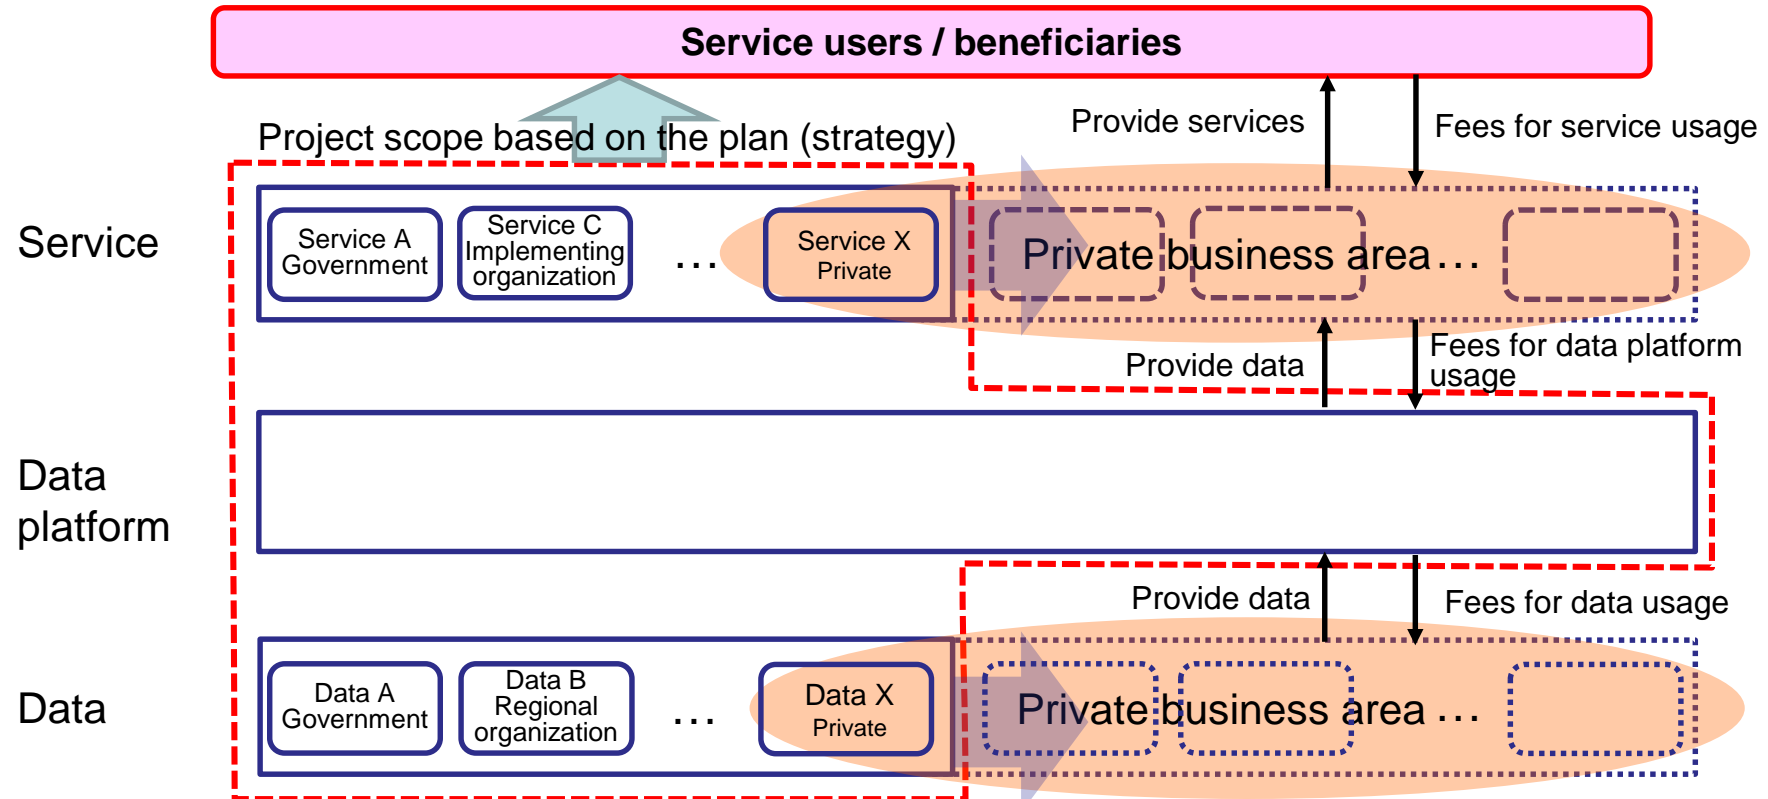 Service users / beneficiaries
Project scope based on the plan (strategy)
Provide services
Fees for service usage
Service
Service A
Government
Service C
Implementing
organization
…
Service X
Private
Private business area…
Provide data
Fees for data platform
usage
Data
platform
Provide data
Fees for data usage
Data
Data A
Government
Data B
Regional
organization
…
Data X
Private
Private business area …